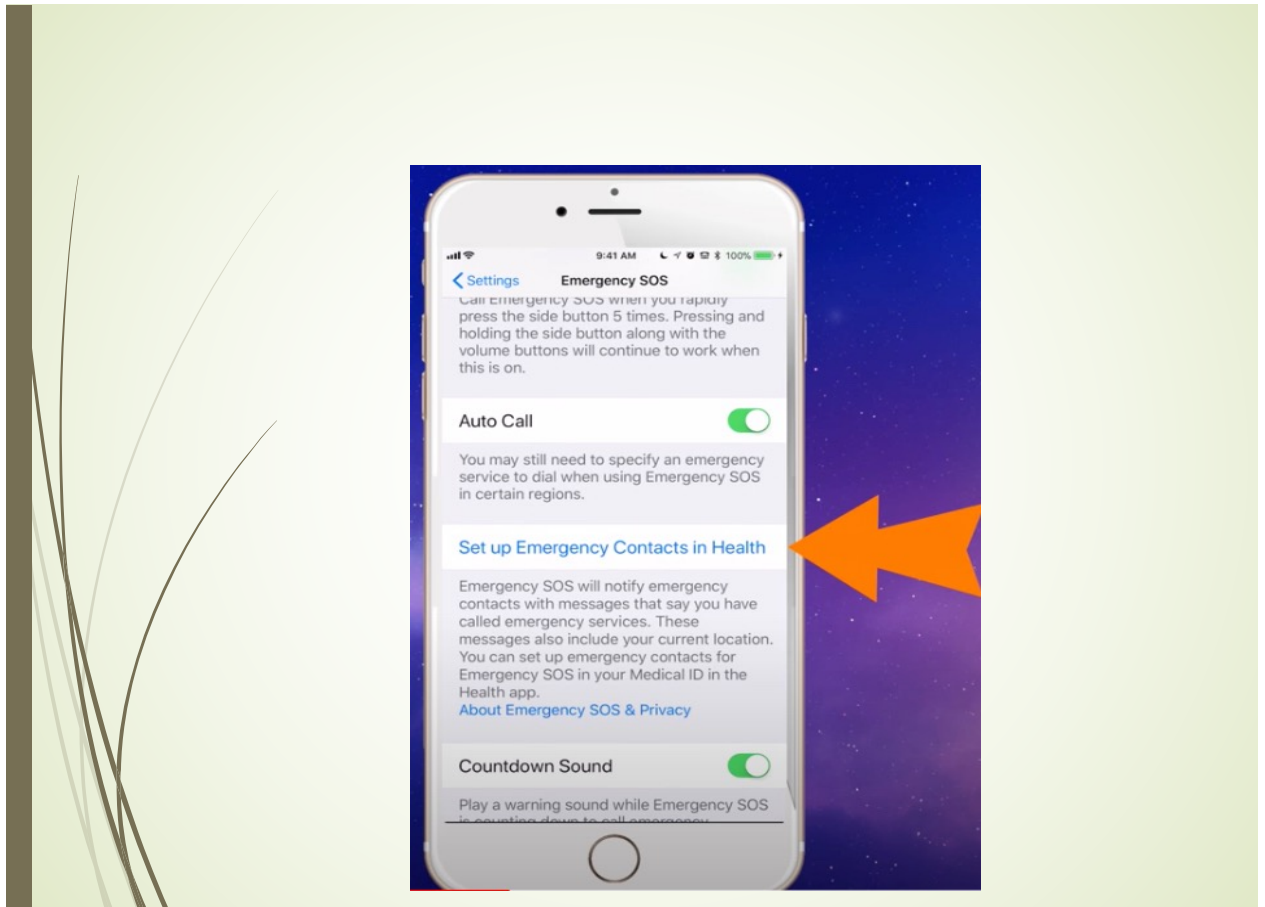 9:41 AM 100%
Settings Emergency SOS
Call Emergency SOS when you rapidly
press the side button 5 times. Pressing and
holding the side button along with the
volume buttons will continue to work when
this is on.
Auto Call
You may still need to specify an emergency
service to dial when using Emergency SOS
in certain regions.
Set up Emergency Contacts in Health
Emergency SOS will notify emergency
contacts with messages that say you have
called emergency services. These
messages also include your current location.
You can set up emergency contacts for
Emergency SOS in your Medical ID in the
Health app.
About Emergency SOS & Privacy
Countdown Sound
Play a warning sound while Emergency SOS
is counting down to call emergency